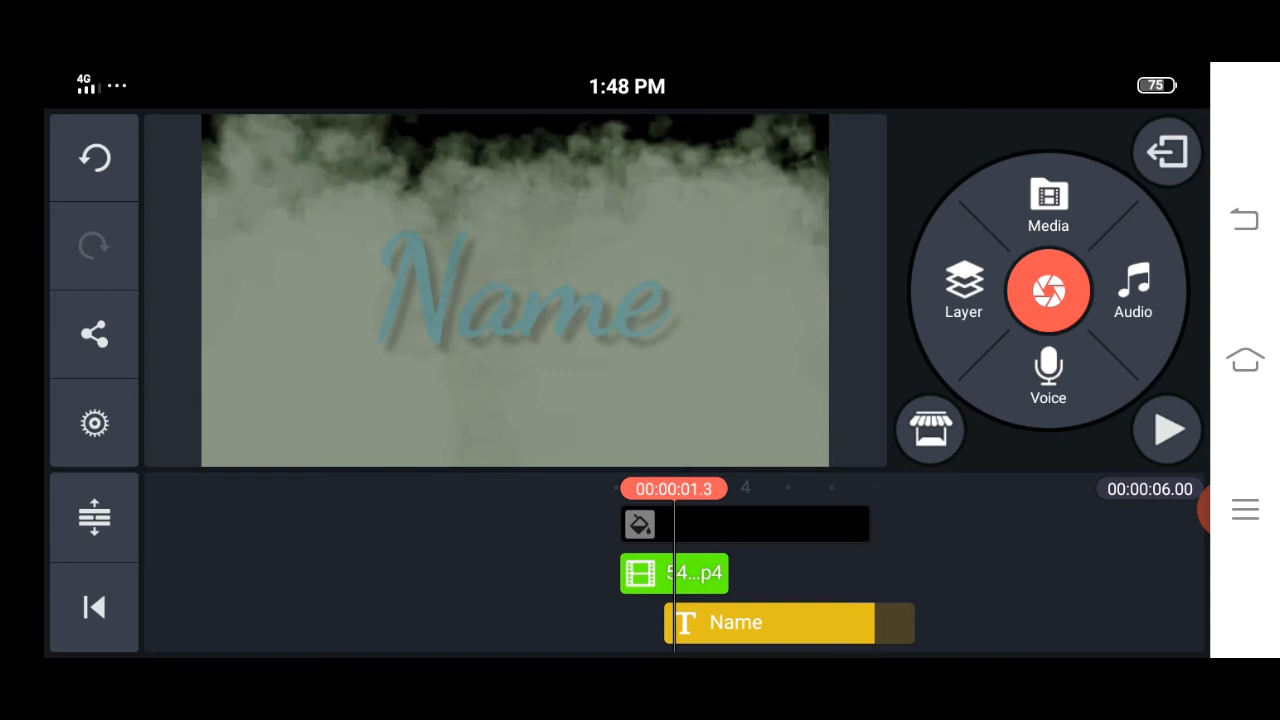 4G
1:48 PM
75
Name
Media
Layer
Audio
Voice
00:00:01.3
4
00:00:06.00
54...p4
T Name